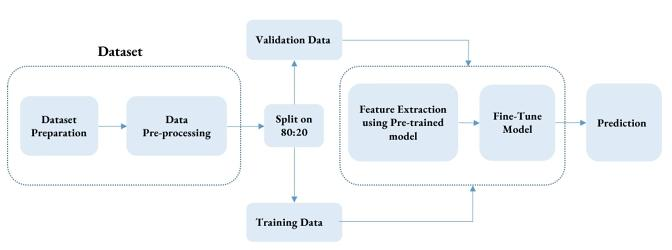 Dataset
Dataset
Preparation
Data
Pre-processing
Split on
80:20
Validation Data
Training Data
Feature Extraction
using Pre-trained
model
Fine-Tune
Model
Prediction